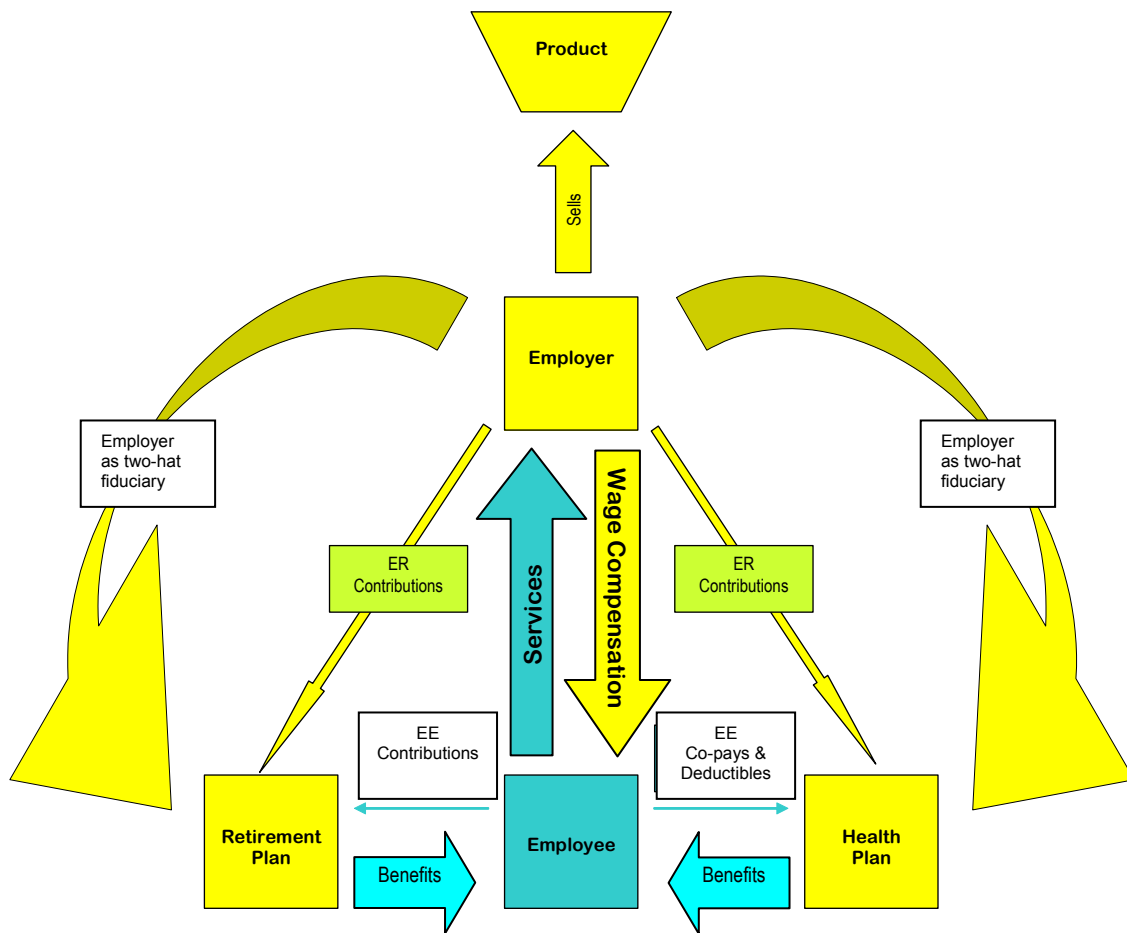 Product
Sells
Employer
Employer
as two-hat
fiduciary
Employer
as two-hat
fiduciary
ER
Contributions
Services
Wage Compensation
ER
Contributions
EE
Contributions
EE
Co-pays &
Deductibles
Retirement
Plan
Employee
Health
Plan
Benefits
Benefits